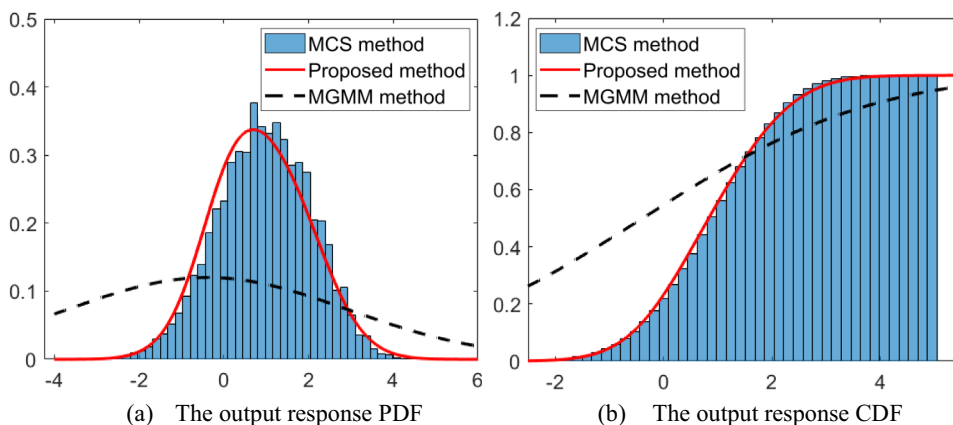 0.5
0.4
0.3
0.2
0.1
0
-4
-2
0
2
4
6
MCS method
Proposed method
MGMM method
(a) The output response PDF
1.2
1
0.8
0.6
0.4
0.2
0
-2
0
2
4
MCS method
Proposed method
MGMM method
(b) The output response CDF